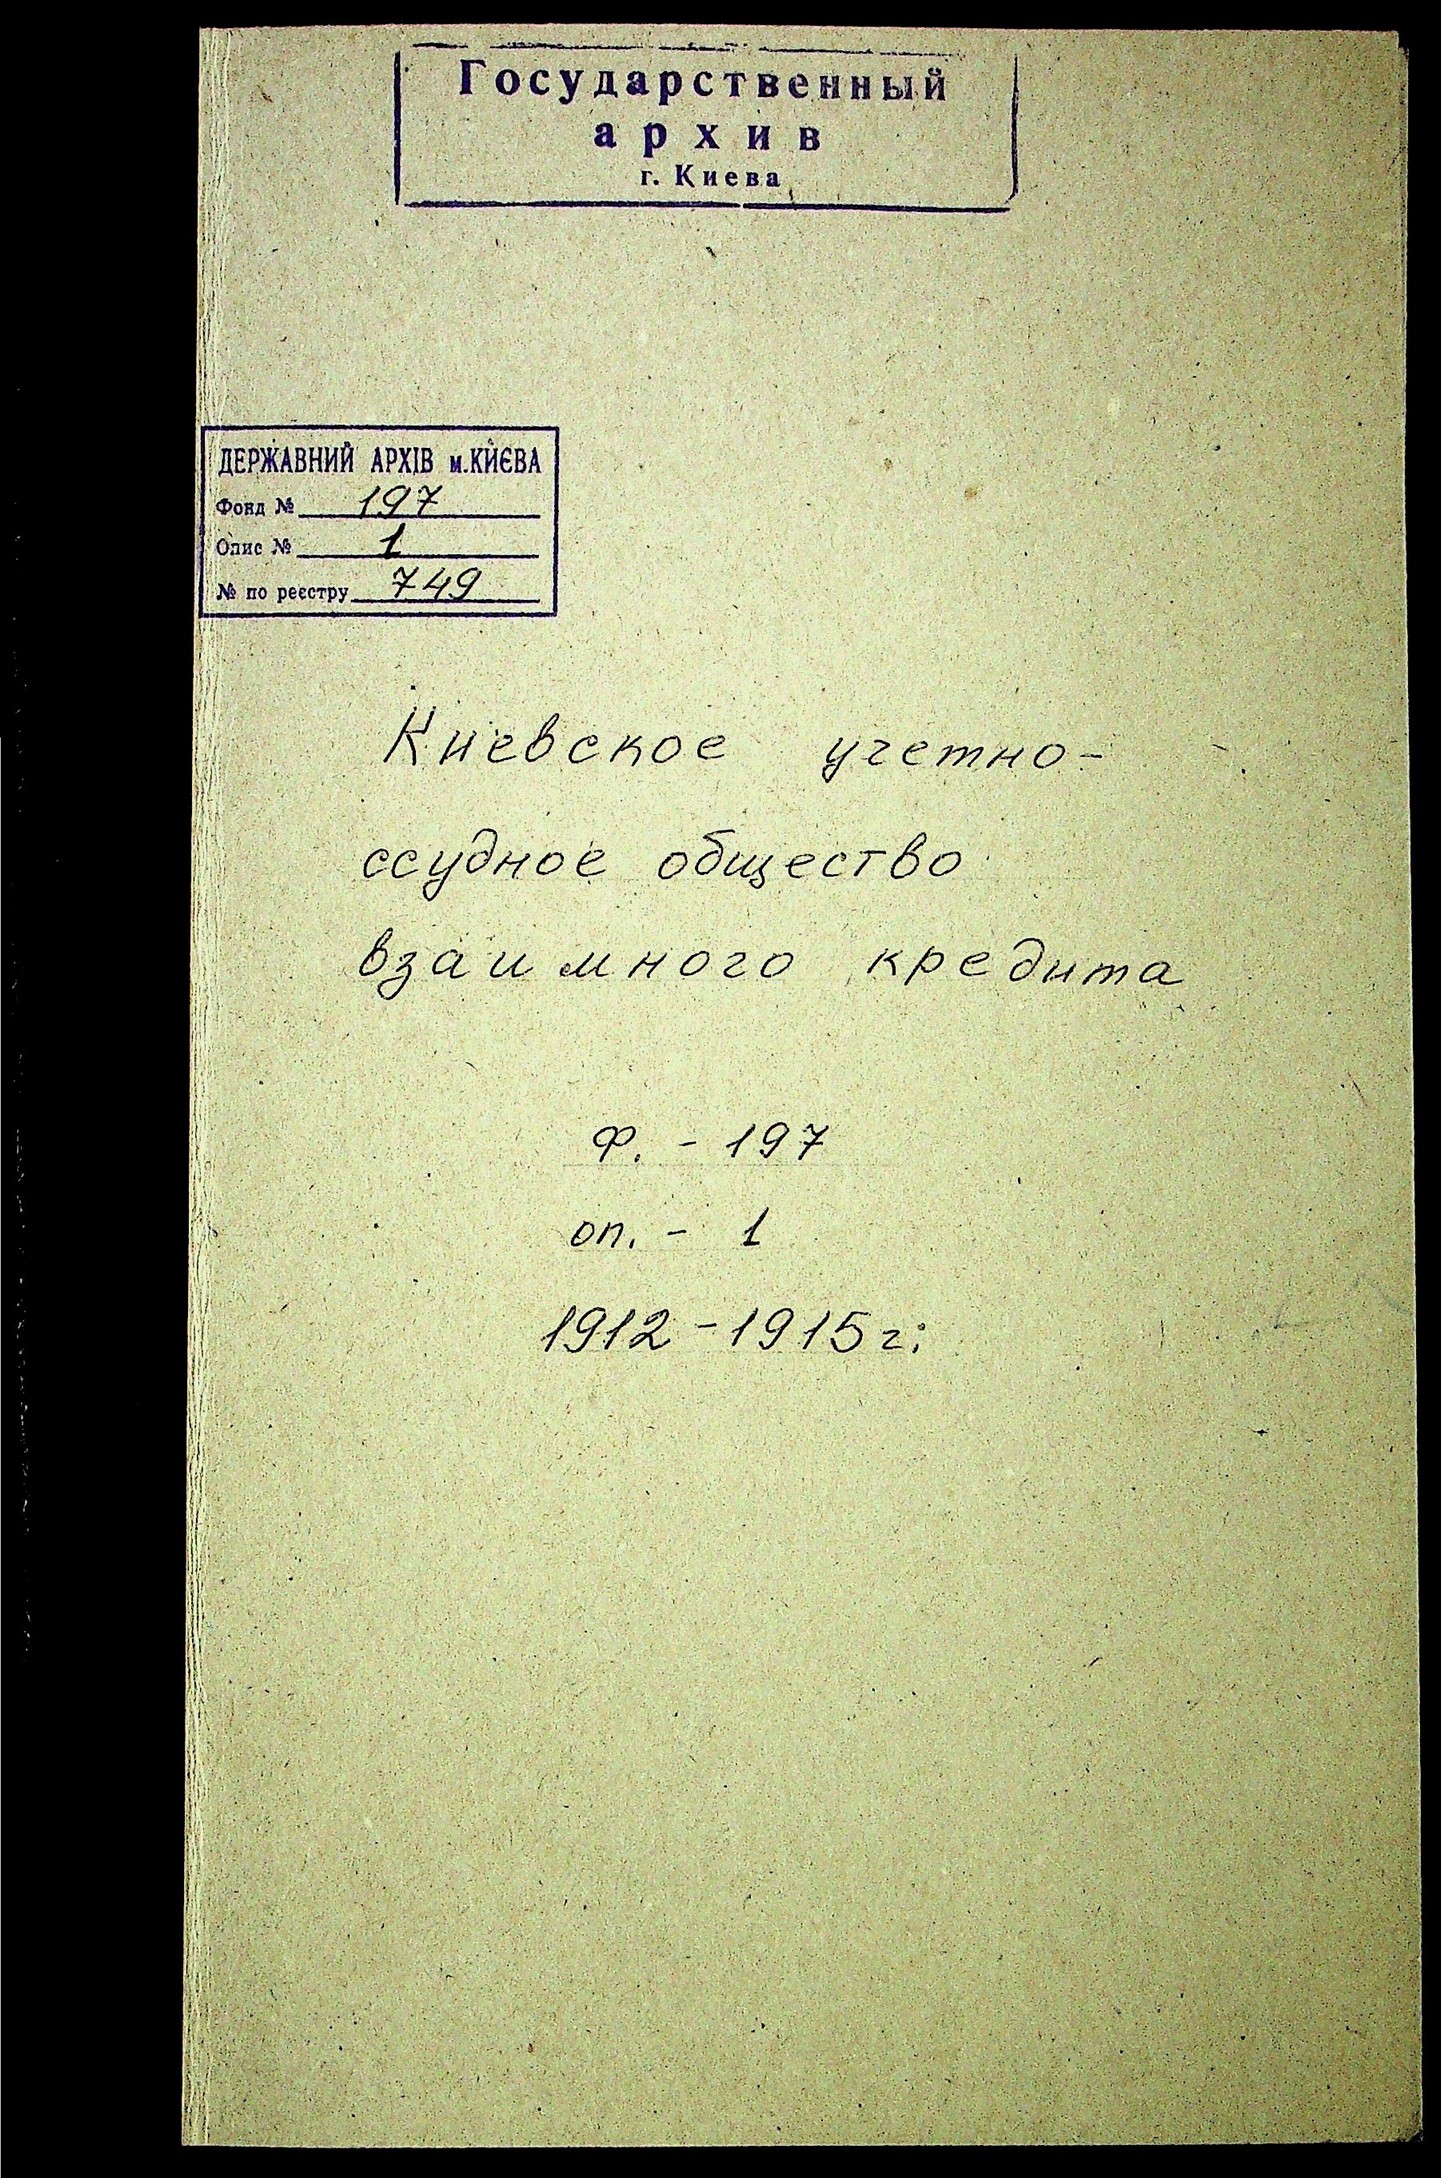 Государственный
архив
г. Киева
ДЕРЖАВНИЙ АРХІВ м.КИЄВА
Фонд № 197
Опис № 1
№ по реєстру 749
Киевское учетно-
ссудное общество
взаимного кредита
Ф. - 197
оп. - 1
1912 - 1915 г.